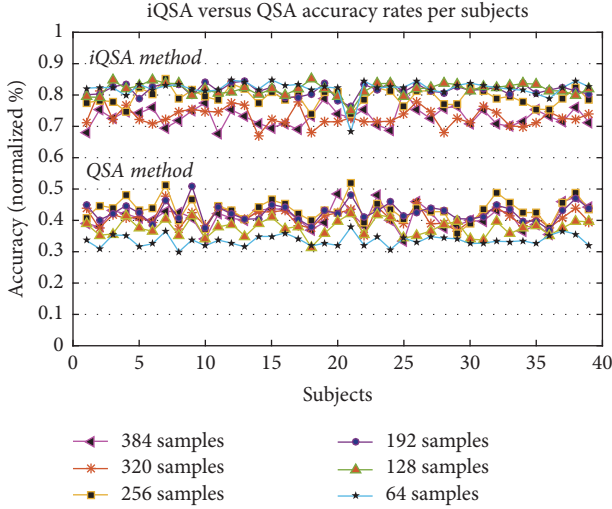 iQSA versus QSA accuracy rates per subjects
Accuracy (normalized %)
1
0.9
0.8
0.7
0.6
0.5
0.4
0.3
0.2
0.1
0
iQSA method
QSA method
0 5 10 15 20 25 30 35 40
Subjects
384 samples
320 samples
256 samples
192 samples
128 samples
64 samples